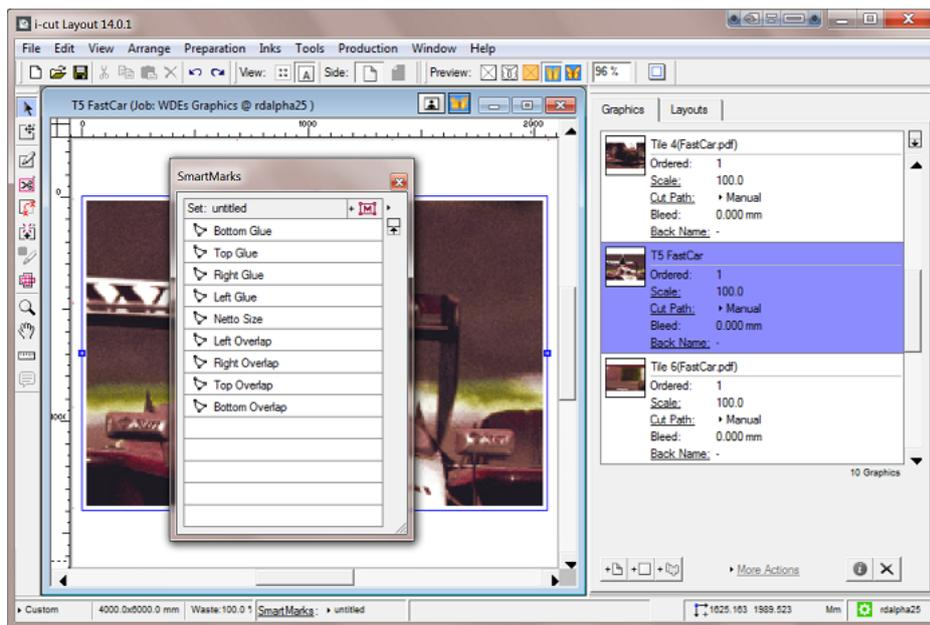 i-cut Layout 14.0.1
File Edit View Arrange Preparation Inks Tools Production Window Help
View: A Side: Preview: 96 %
T5 FastCar (Job: WDEs Graphics @ rdalpha25 )
0 1000 2000
0
SmartMarks
Set: untitled + [M]
Bottom Glue
Top Glue
Right Glue
Left Glue
Netto Size
Left Overlap
Right Overlap
Top Overlap
Bottom Overlap
Graphics Layouts
Tile 4(FastCar.pdf)
Ordered: 1
Scale: 100.0
Cut Path: Manual
Bleed: 0.000 mm
Back Name: -
T5 FastCar
Ordered: 1
Scale: 100.0
Cut Path: Manual
Bleed: 0.000 mm
Back Name: -
Tile 6(FastCar.pdf)
Ordered: 1
Scale: 100.0
Cut Path: Manual
Bleed: 0.000 mm
Back Name: -
10 Graphics
More Actions
Custom 4000.0x6000.0 mm Waste:100.0 SmartMarks: untitled 1625.163 1989.523 Mm rdalpha25